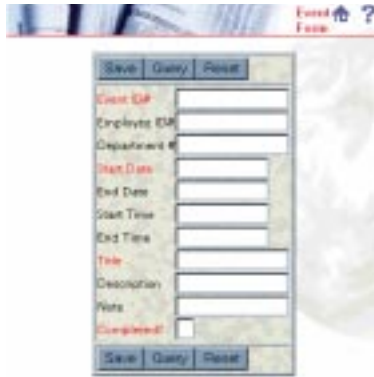 Event
Form
?
Save Query Reset
Event ID#
Employee ID#
Department #
Start Date
End Date
Start Time
End Time
Title
Description
Note
Completed?
Save Query Reset